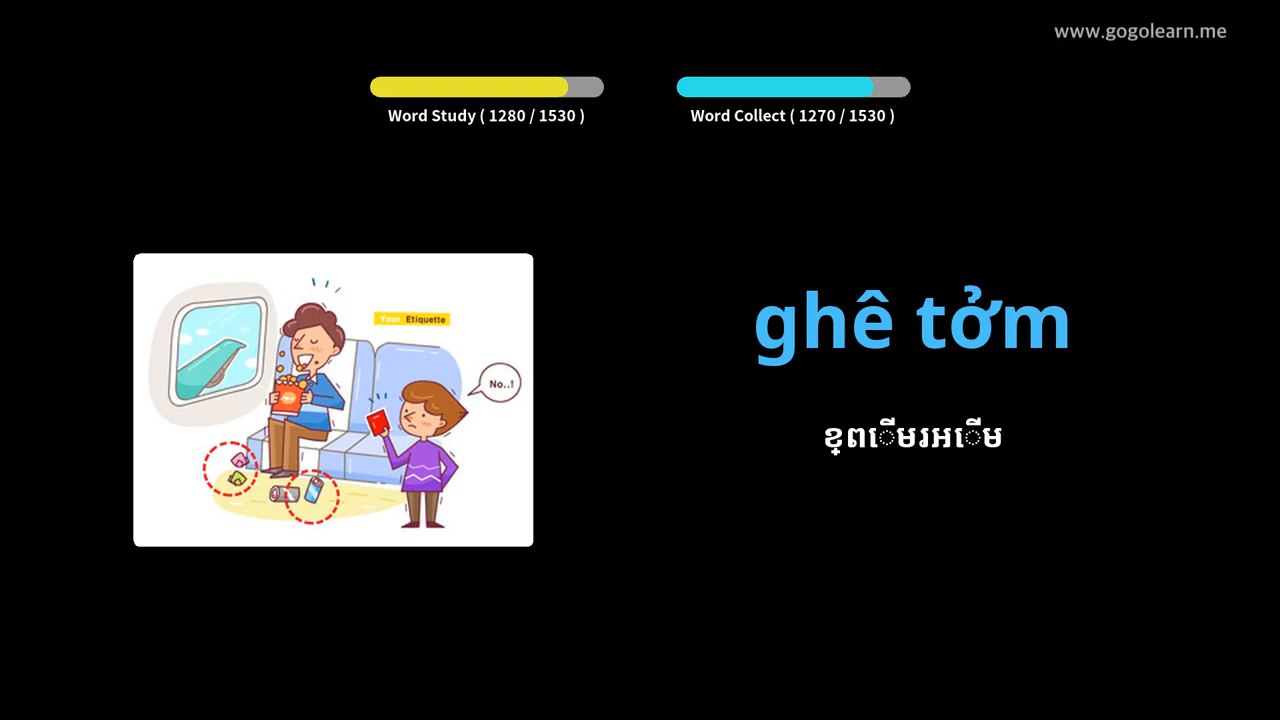 www.gogolearn.me
Word Study ( 1280 / 1530 )
Word Collect ( 1270 / 1530 )
Your Etiquette
No..!
ghê tởm
ខ្ពើមរអើម